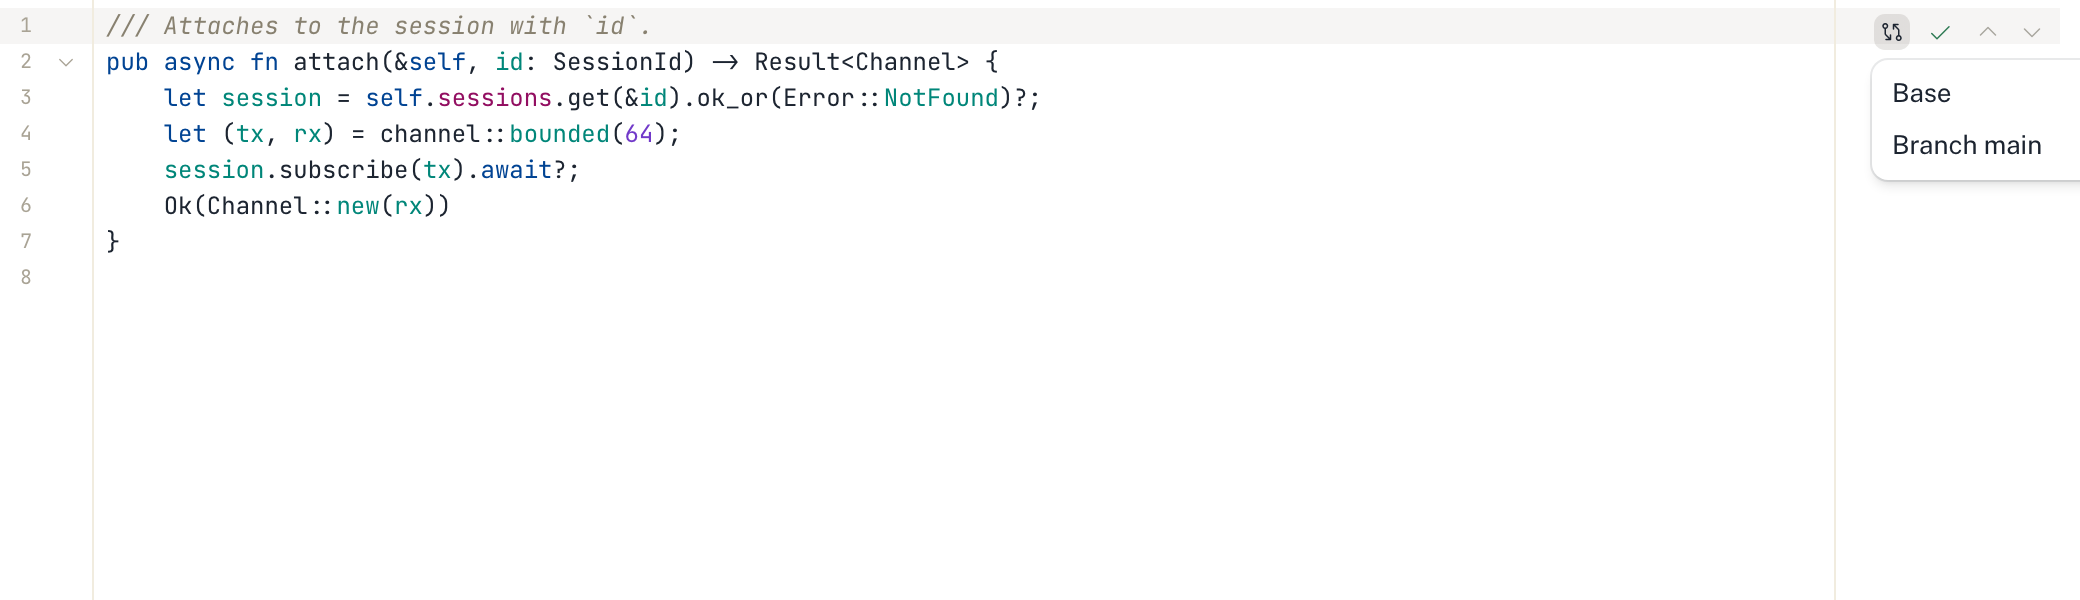 1 /// Attaches to the session with `id`.
2 pub async fn attach(&self, id: SessionId) -> Result<Channel> {
3     let session = self.sessions.get(&id).ok_or(Error::NotFound)?;
4     let (tx, rx) = channel::bounded(64);
5     session.subscribe(tx).await?;
6     Ok(Channel::new(rx))
7 }
8
Base
Branch main